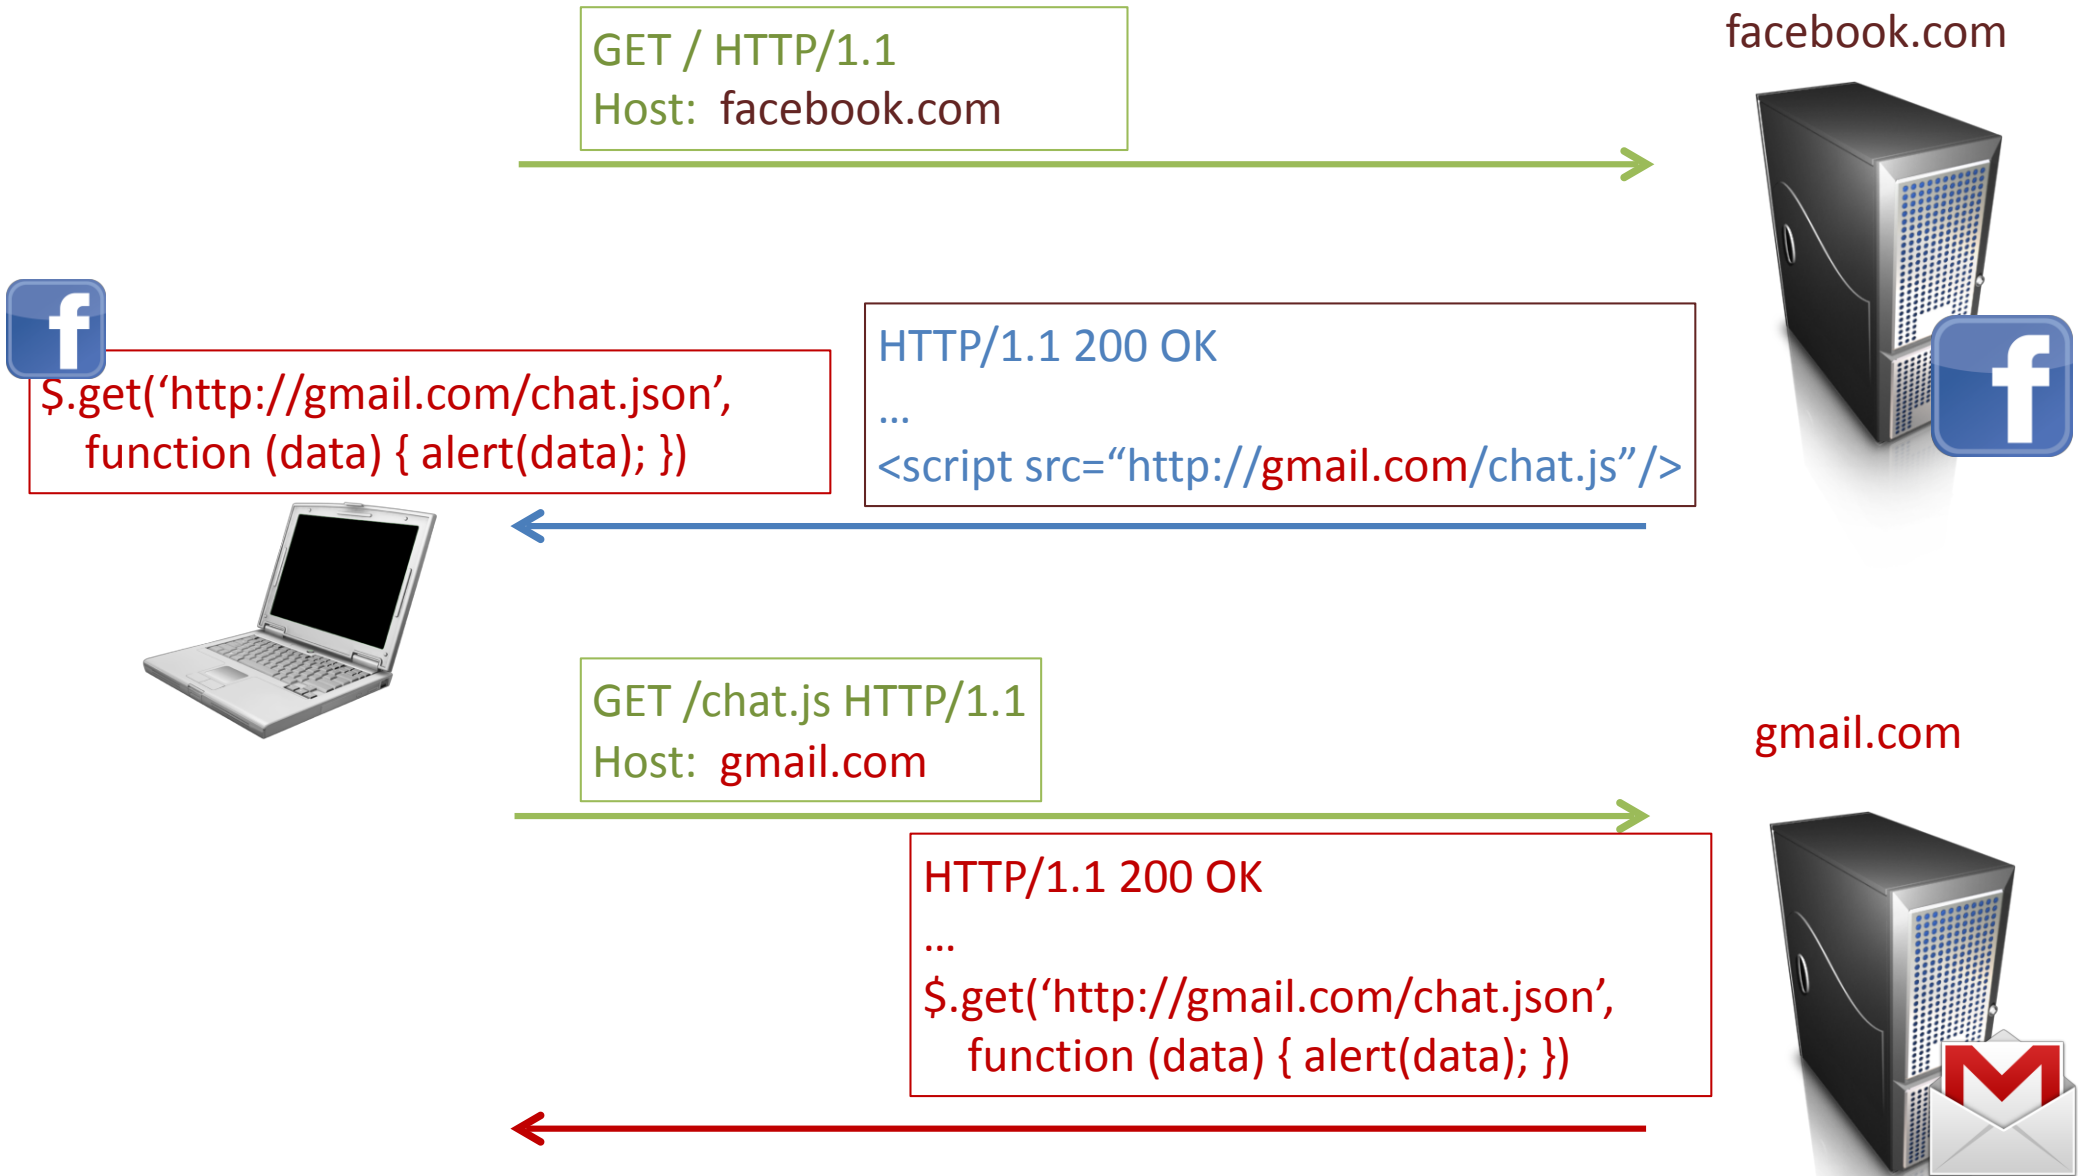 GET / HTTP/1.1
Host: facebook.com
facebook.com
$.get(‘http://gmail.com/chat.json’,
function (data) { alert(data); })
HTTP/1.1 200 OK
...
<script src=“http://gmail.com/chat.js”/>
GET /chat.js HTTP/1.1
Host: gmail.com
gmail.com
HTTP/1.1 200 OK
...
$.get(‘http://gmail.com/chat.json’,
function (data) { alert(data); })